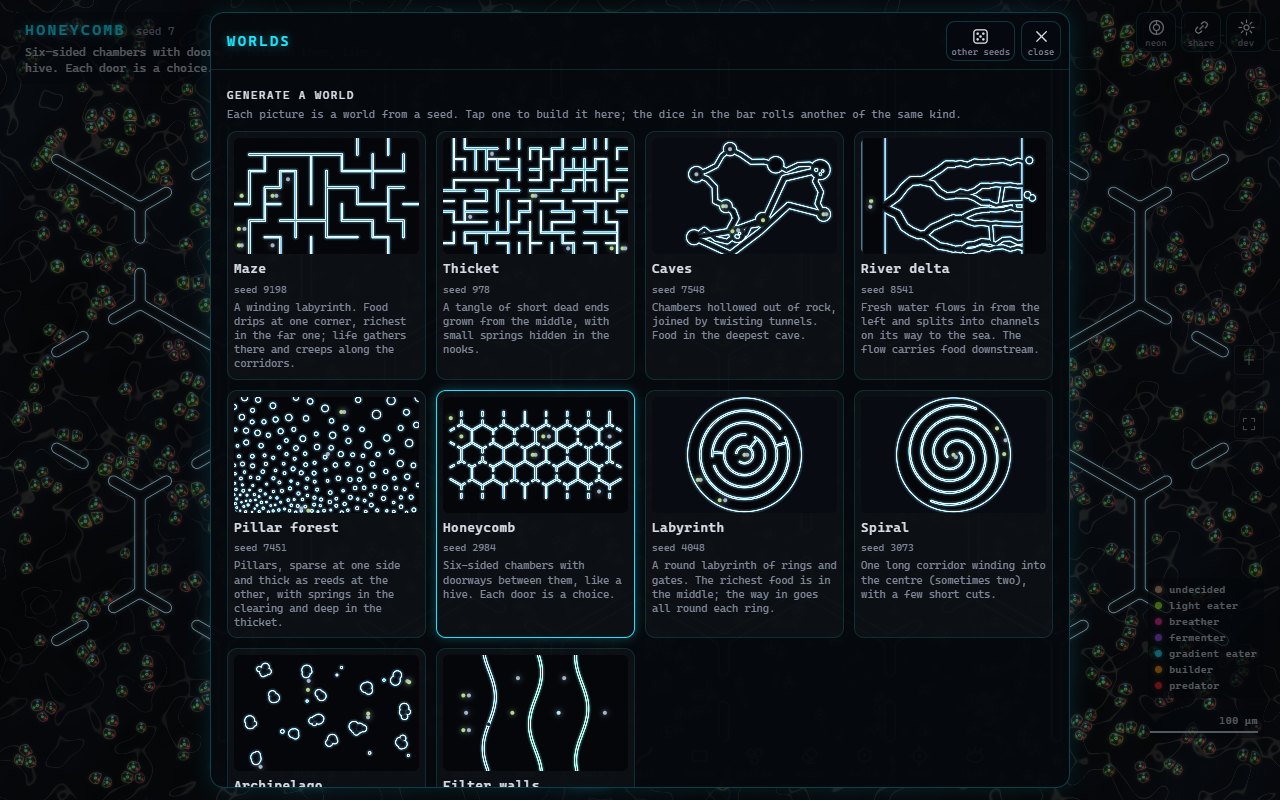 HONEYCOMB seed 7
Six-sided chambers with door
hive. Each door is a choice.
WORLDS
other seeds
close
neon
share
dev
GENERATE A WORLD
Each picture is a world from a seed. Tap one to build it here; the dice in the bar rolls another of the same kind.
Maze
seed 9198
A winding labyrinth. Food
drips at one corner, richest
in the far one; life gathers
there and creeps along the
corridors.
Thicket
seed 978
A tangle of short dead ends
grown from the middle, with
small springs hidden in the
nooks.
Caves
seed 7548
Chambers hollowed out of rock,
joined by twisting tunnels.
Food in the deepest cave.
River delta
seed 8541
Fresh water flows in from the
left and splits into channels
on its way to the sea. The
flow carries food downstream.
Pillar forest
seed 7451
Pillars, sparse at one side
and thick as reeds at the
other, with springs in the
clearing and deep in the
thicket.
Honeycomb
seed 2984
Six-sided chambers with
doorways between them, like a
hive. Each door is a choice.
Labyrinth
seed 4048
A round labyrinth of rings and
gates. The richest food is in
the middle; the way in goes
all round each ring.
Spiral
seed 3073
One long corridor winding into
the centre (sometimes two),
with a few short cuts.
Archipelago
Filter walls
undecided
light eater
breather
fermenter
gradient eater
builder
predator
100 µm